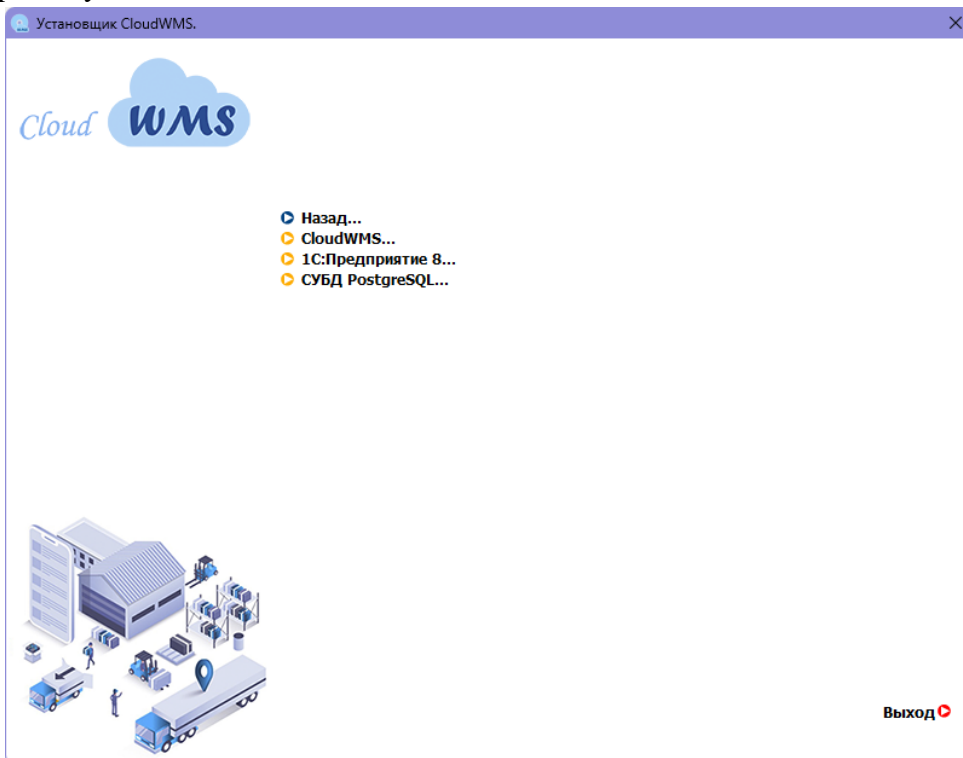 Установщик CloudWMS.
Cloud WMS
Назад...
CloudWMS...
1С:Предприятие 8...
СУБД PostgreSQL...
Выход